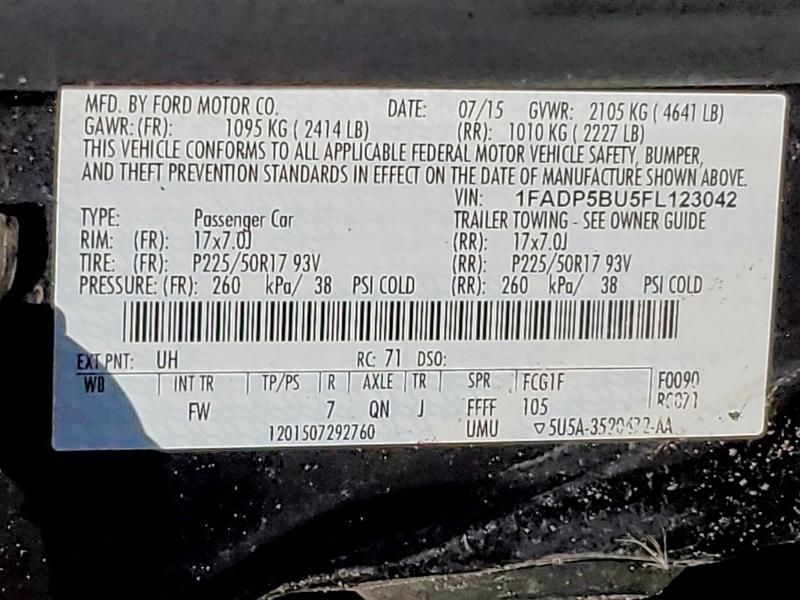 MFD. BY FORD MOTOR CO. DATE: 07/15 GVWR: 2105 KG ( 4641 LB)
GAWR: (FR): 1095 KG ( 2414 LB) (RR): 1010 KG ( 2227 LB)
THIS VEHICLE CONFORMS TO ALL APPLICABLE FEDERAL MOTOR VEHICLE SAFETY, BUMPER,
AND THEFT PREVENTION STANDARDS IN EFFECT ON THE DATE OF MANUFACTURE SHOWN ABOVE.
VIN: 1FADP5BU5FL123042
TYPE: Passenger Car TRAILER TOWING - SEE OWNER GUIDE
RIM: (FR): 17x7.0J (RR): 17x7.0J
TIRE: (FR): P225/50R17 93V (RR): P225/50R17 93V
PRESSURE: (FR): 260 kPa/ 38 PSI COLD (RR): 260 kPa/ 38 PSI COLD
EXT PNT: UH RC: 71 DSO:
WB INT TR TP/PS R AXLE TR SPR FCG1F F0090
FW 7 QN J FFFF 105
1201507292760 UMU